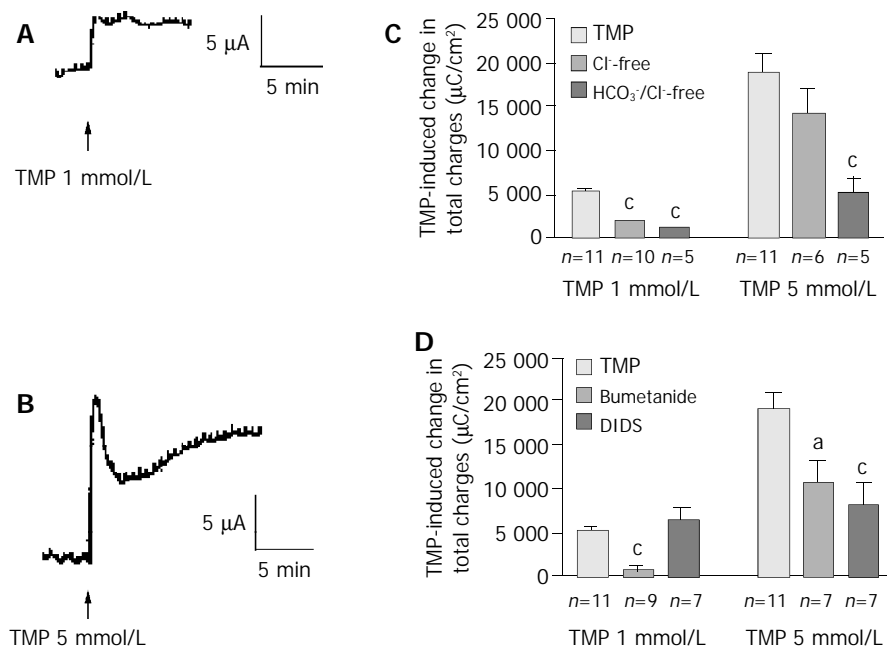 A
5 µA
5 min
TMP 1 mmol/L
B
5 µA
5 min
TMP 5 mmol/L
C
TMP-induced change in
total charges (µC/cm²)
25 000
20 000
15 000
10 000
5 000
0
TMP
Cl⁻-free
HCO₃⁻/Cl⁻-free
c
c
c
n=11 n=10 n=5 n=11 n=6 n=5
TMP 1 mmol/L TMP 5 mmol/L
D
TMP-induced change in
total charges (µC/cm²)
25 000
20 000
15 000
10 000
5 000
0
TMP
Bumetanide
DIDS
c
a
c
n=11 n=9 n=7 n=11 n=7 n=7
TMP 1 mmol/L TMP 5 mmol/L